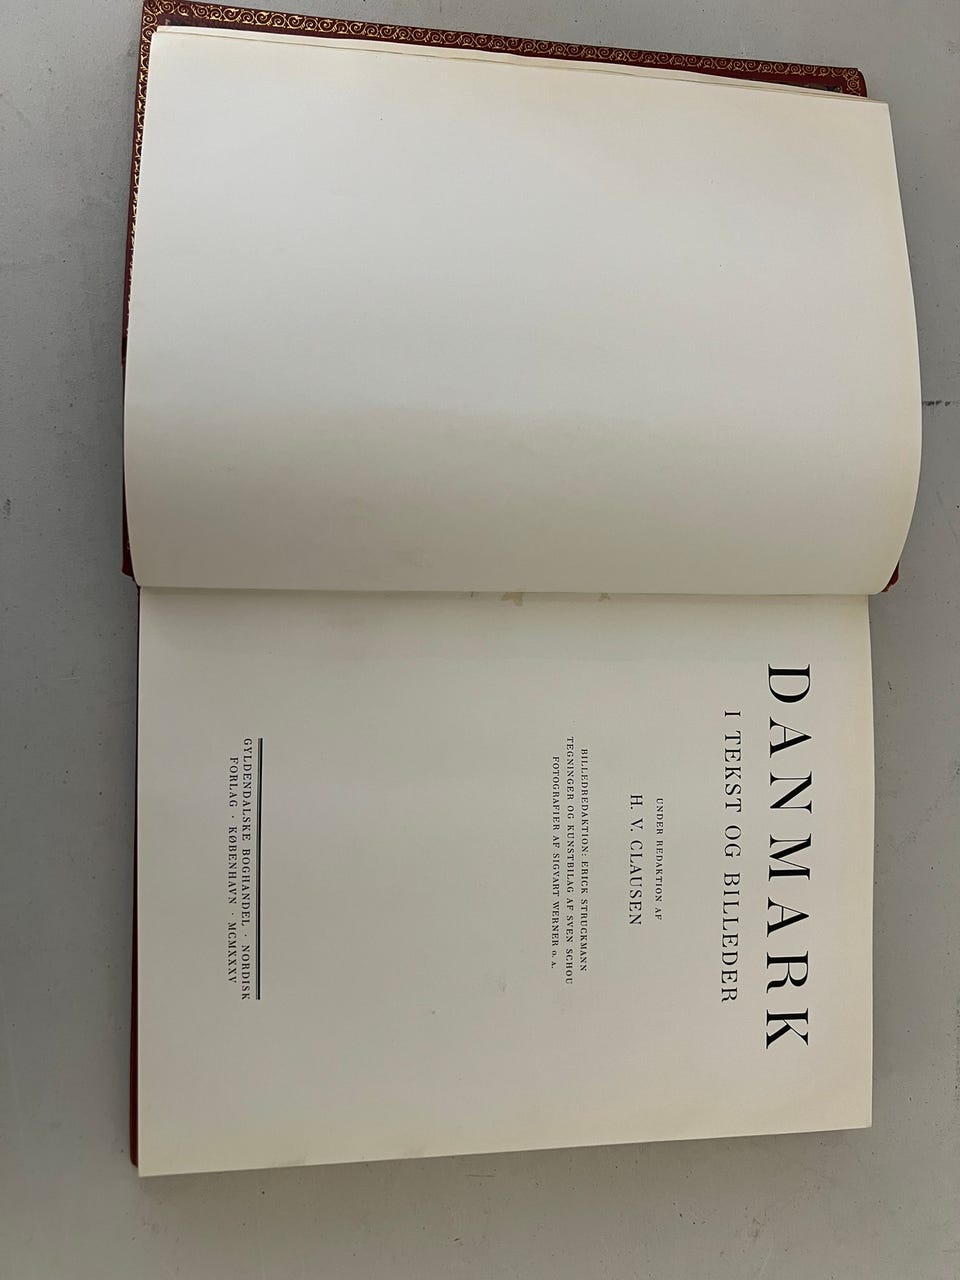 DANMARK
I TEKST OG BILLEDER
UNDER REDAKTION AF
H. V. CLAUSEN
BILLEDREDAKTION: ERICK STRUCKMANN
TEGNINGER OG KUNSTBILAG AF SVEN SCHOU
FOTOGRAFIER AF SIGVART WERNER o. A.
GYLDENDALSKE BOGHANDEL · NORDISK
FORLAG · KØBENHAVN · MCMXXXV